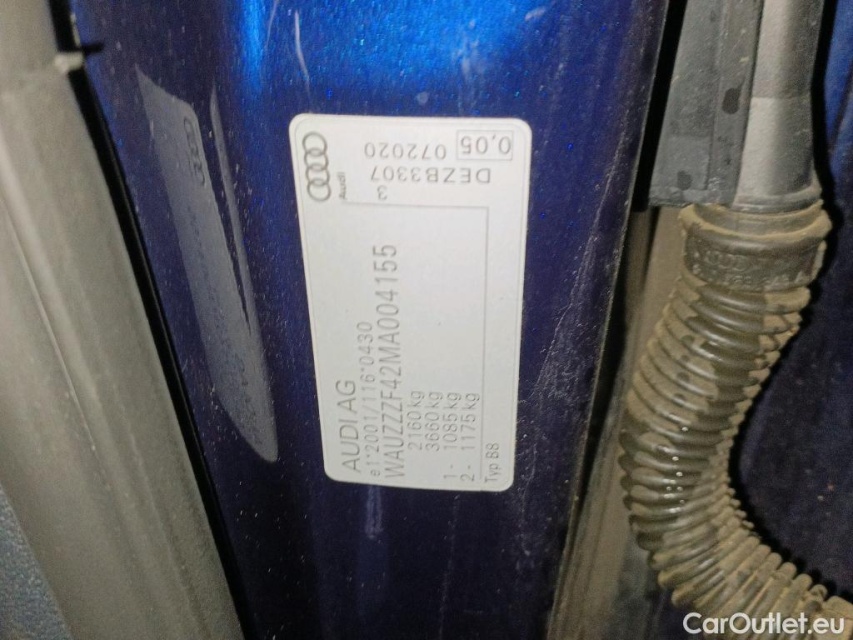 AUDI AG
e1*2001/116*0430
WAUZZZF42MA004155
2160kg
3660kg
1- 1085kg
2- 1175kg
Typ B8
Audi
3
DEZB3307
072020 0,05
CarOutlet.eu